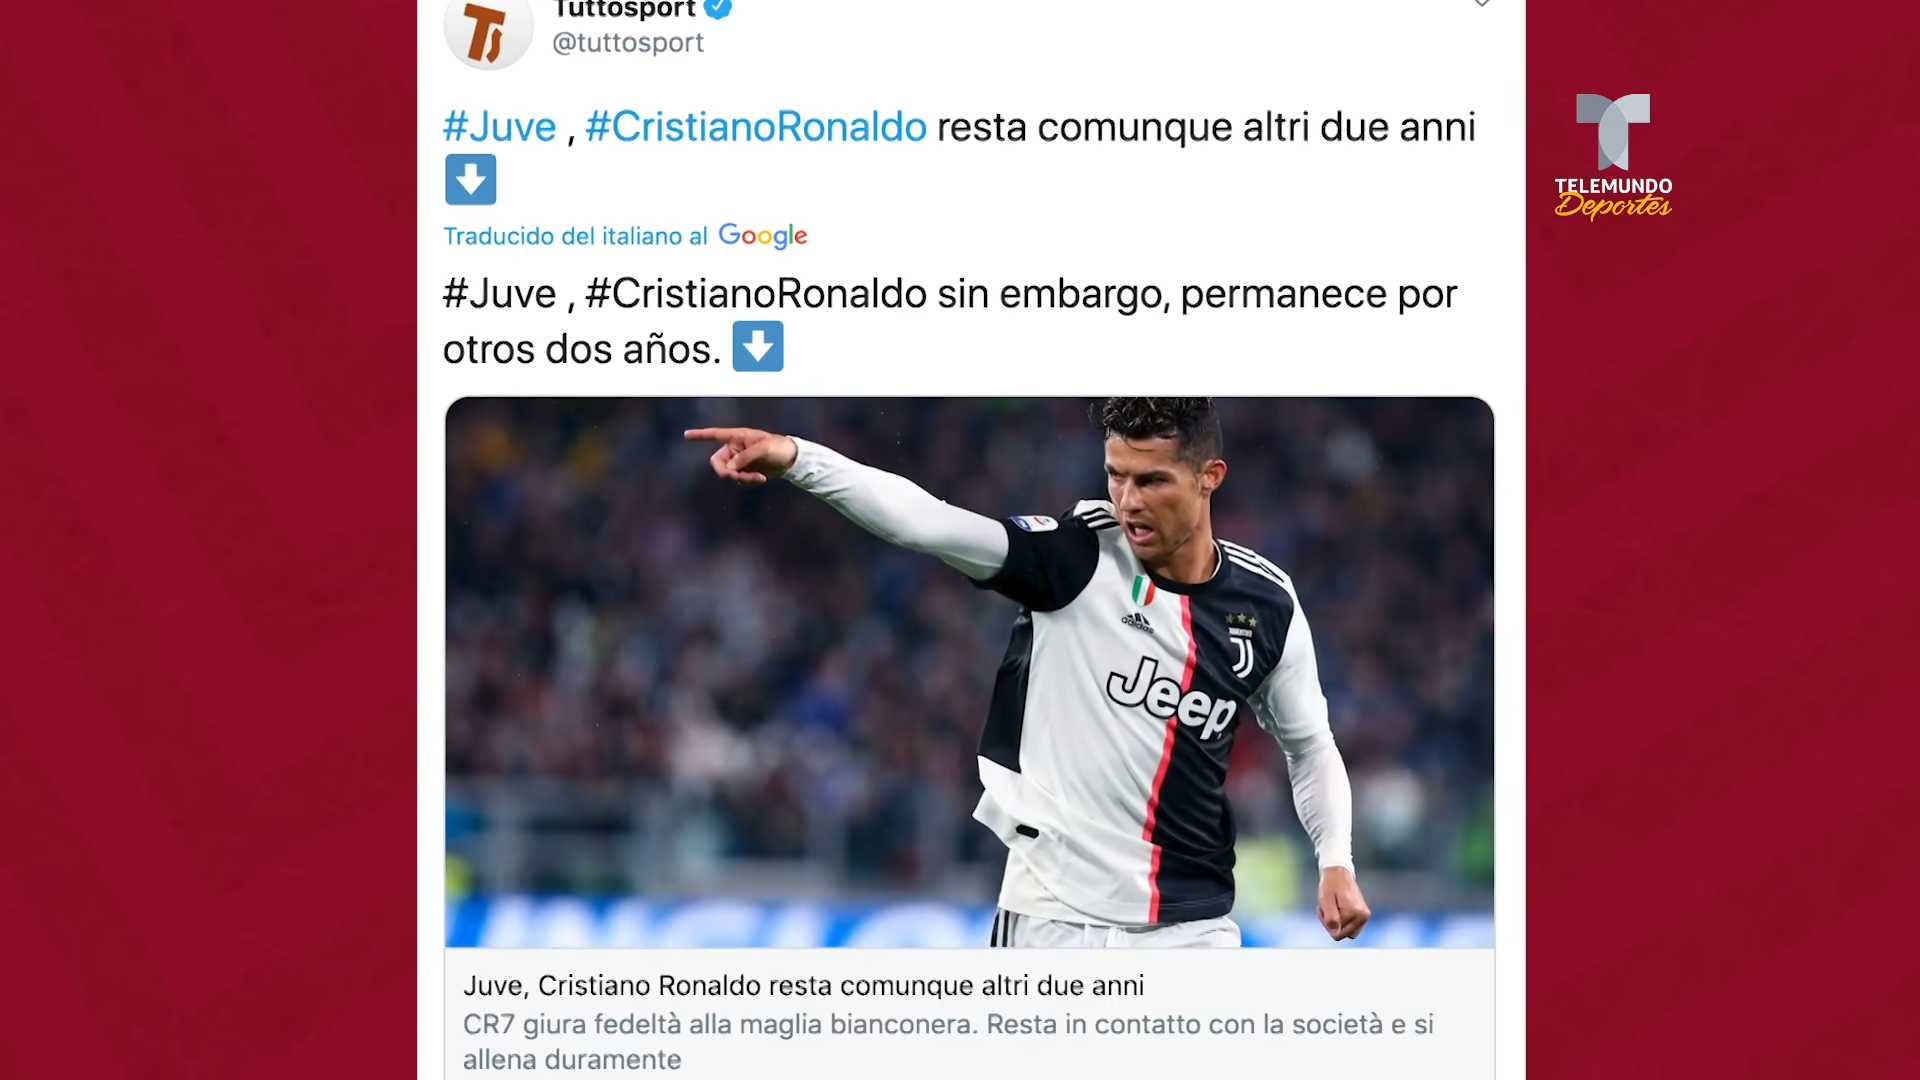 Tuttosport
@tuttosport
#Juve , #CristianoRonaldo resta comunque altri due anni
Traducido del italiano al Google
#Juve , #CristianoRonaldo sin embargo, permanece por
otros dos años.
TELEMUNDO
Deportes
adidas
JUVENTUS
Jeep
Juve, Cristiano Ronaldo resta comunque altri due anni
CR7 giura fedeltà alla maglia bianconera. Resta in contatto con la società e si
allena duramente